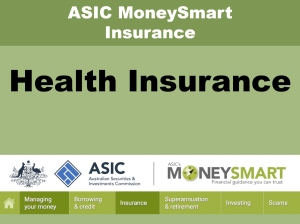 ASIC MoneySmart
Insurance
Health Insurance
ASIC
Australian Securities &
Investments Commission
ASIC's
MONEYSMART
Financial guidance you can trust
Managing
your money
Borrowing
& credit
Insurance
Superannuation
& retirement
Investing
Scams